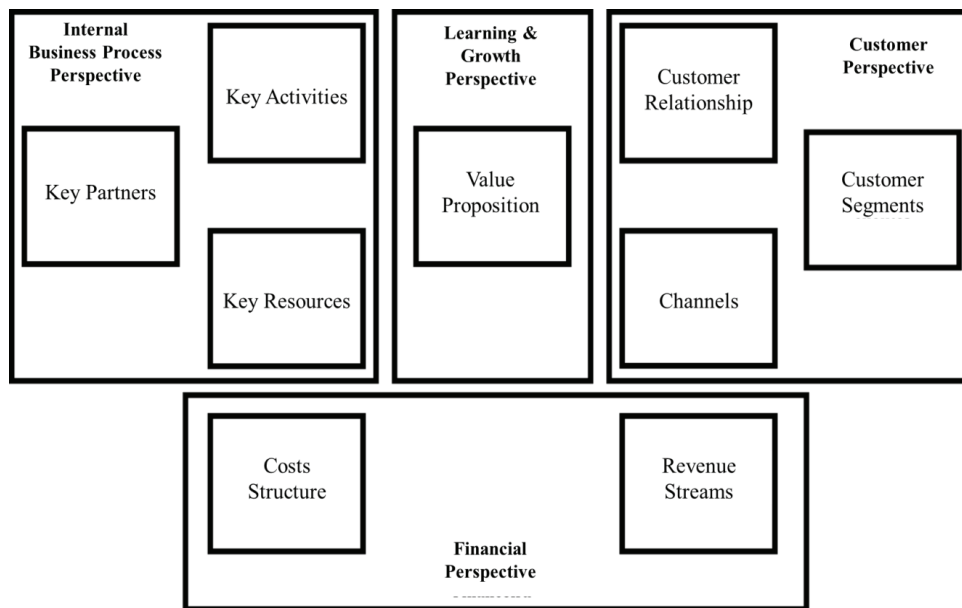 Internal
Business Process
Perspective
Key Activities
Key Partners
Key Resources
Learning &
Growth
Perspective
Value
Proposition
Customer
Relationship
Customer
Perspective
Customer
Segments
Channels
Costs
Structure
Revenue
Streams
Financial
Perspective